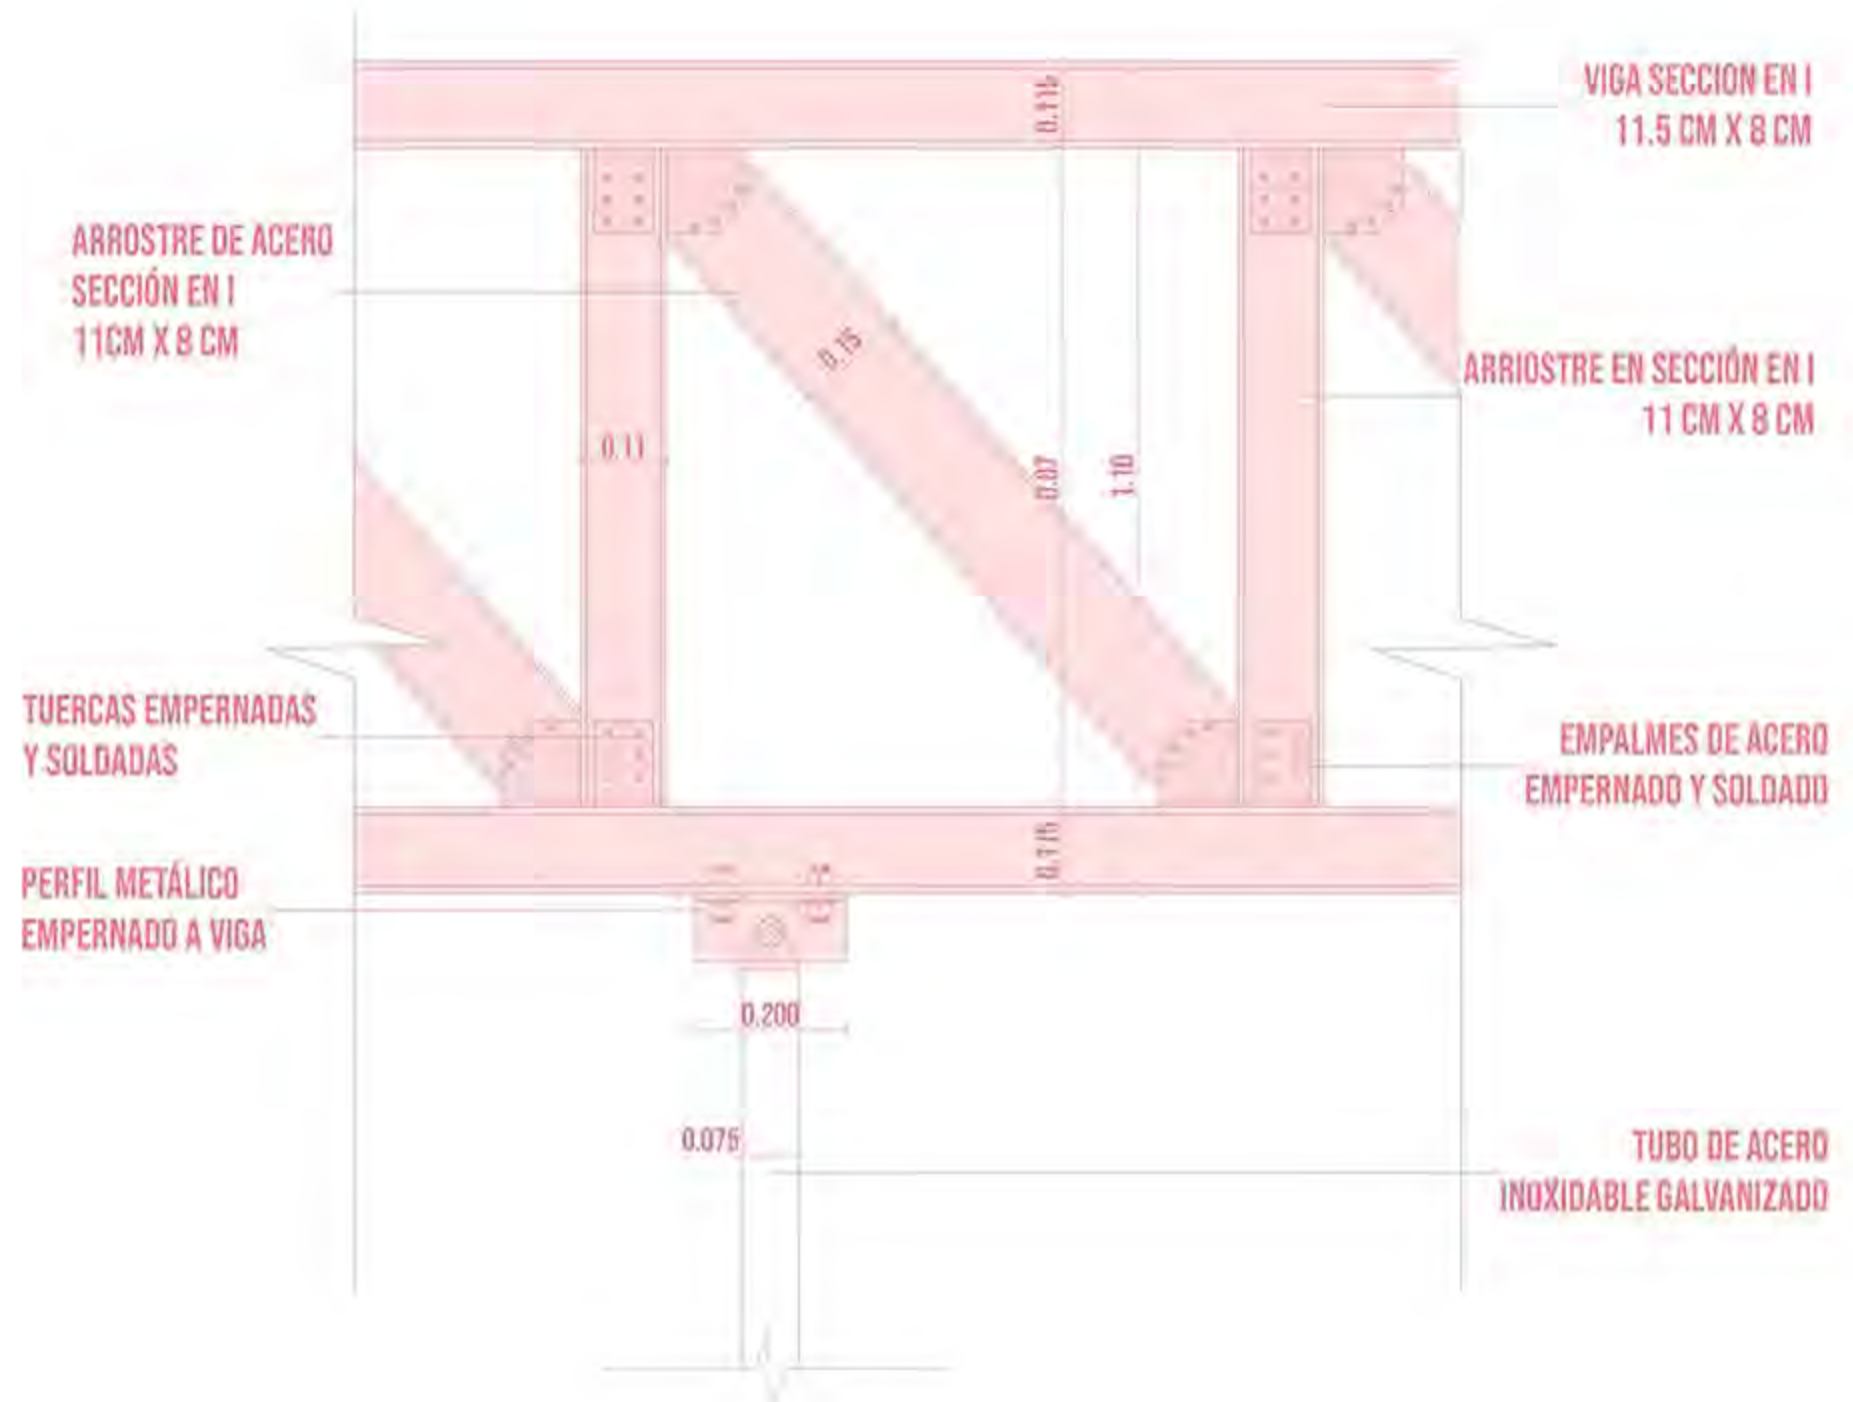 VIGA SECCION EN I
11.5 CM X 8 CM
0.115
ARROSTRE DE ACERO
SECCIÓN EN I
11CM X 8 CM
0.15
ARRIOSTRE EN SECCIÓN EN I
11 CM X 8 CM
0.11
0.07
1.10
TUERCAS EMPERNADAS
Y SOLDADAS
EMPALMES DE ACERO
EMPERNADO Y SOLDADO
0.115
PERFIL METÁLICO
EMPERNADO A VIGA
0.200
0.075
TUBO DE ACERO
INOXIDABLE GALVANIZADO